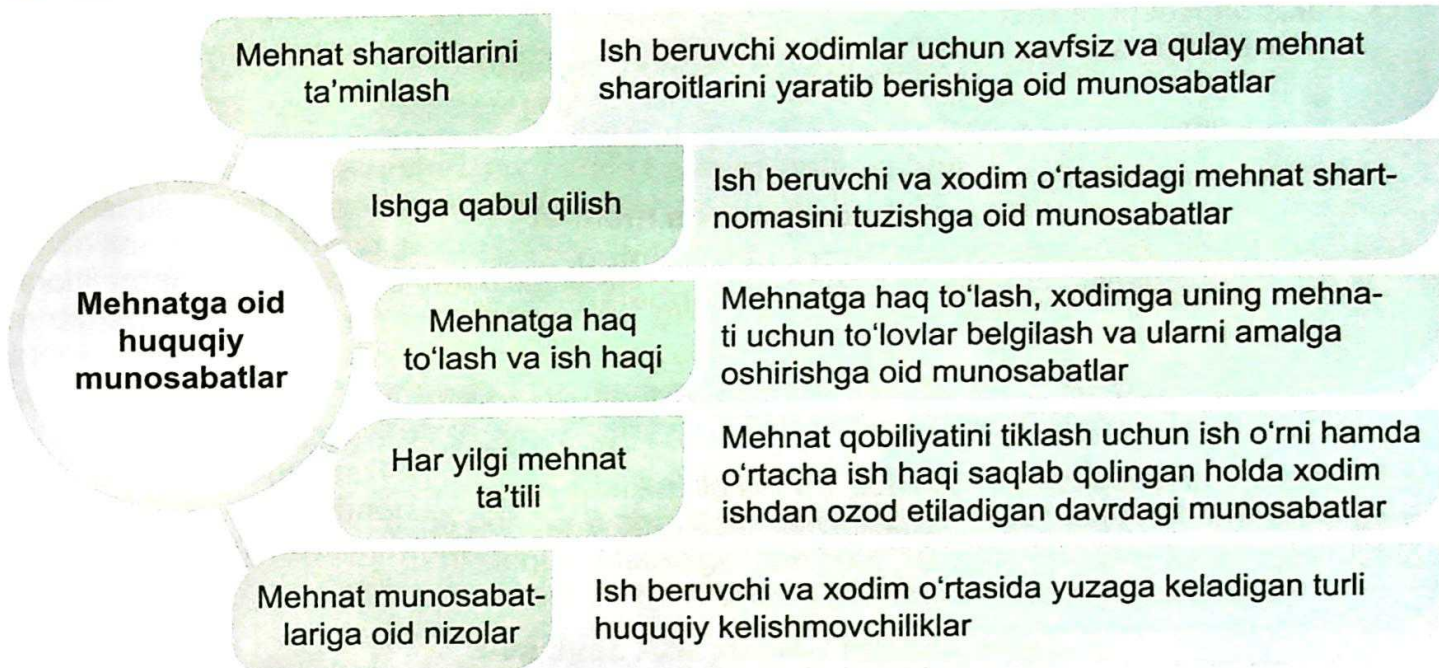 Mehnat sharoitlarini
ta'minlash
Ish beruvchi xodimlar uchun xavfsiz va qulay mehnat
sharoitlarini yaratib berishiga oid munosabatlar
Ishga qabul qilish
Ish beruvchi va xodim o‘rtasidagi mehnat shart-
nomasini tuzishga oid munosabatlar
Mehnatga oid
huquqiy
munosabatlar
Mehnatga haq
to‘lash va ish haqi
Mehnatga haq to‘lash, xodimga uning mehna-
ti uchun to‘lovlar belgilash va ularni amalga
oshirishga oid munosabatlar
Har yilgi mehnat
ta'tili
Mehnat qobiliyatini tiklash uchun ish o‘rni hamda
o‘rtacha ish haqi saqlab qolingan holda xodim
ishdan ozod etiladigan davrdagi munosabatlar
Mehnat munosabat-
lariga oid nizolar
Ish beruvchi va xodim o‘rtasida yuzaga keladigan turli
huquqiy kelishmovchiliklar